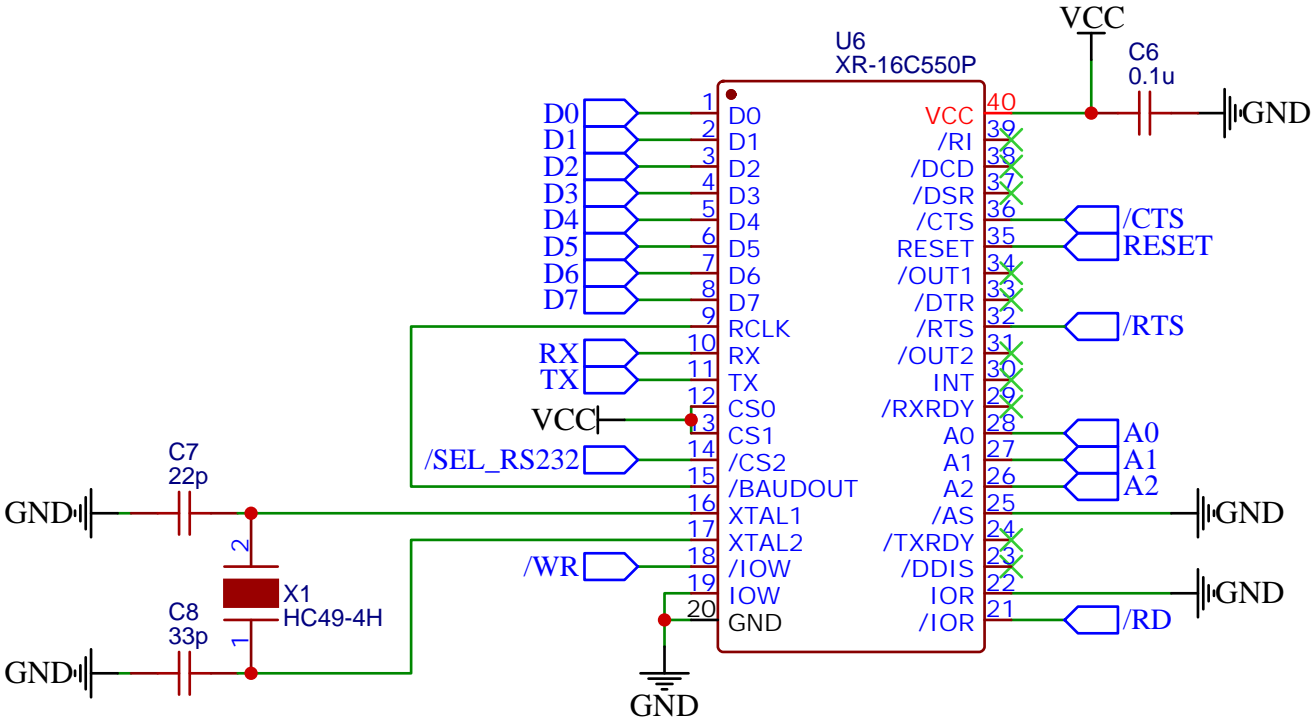 VCC
U6
XR-16C550P
C6
0.1u
GND
D0 1 D0 VCC 40
D1 2 D1 /RI 39
D2 3 D2 /DCD 38
D3 4 D3 /DSR 37
D4 5 D4 /CTS 36 /CTS
D5 6 D5 RESET 35 RESET
D6 7 D6 /OUT1 34
D7 8 D7 /DTR 33
9 RCLK /RTS 32 /RTS
RX 10 RX /OUT2 31
TX 11 TX INT 30
VCC 12 CS0 /RXRDY 29
13 CS1 A0 28 A0
/SEL_RS232 14 /CS2 A1 27 A1
15 /BAUDOUT A2 26 A2
16 XTAL1 /AS 25 GND
17 XTAL2 /TXRDY 24
/WR 18 /IOW /DDIS 23
19 IOW IOR 22 GND
20 GND /IOR 21 /RD
GND
C7
22p
GND
2
X1
HC49-4H
1
C8
33p
GND